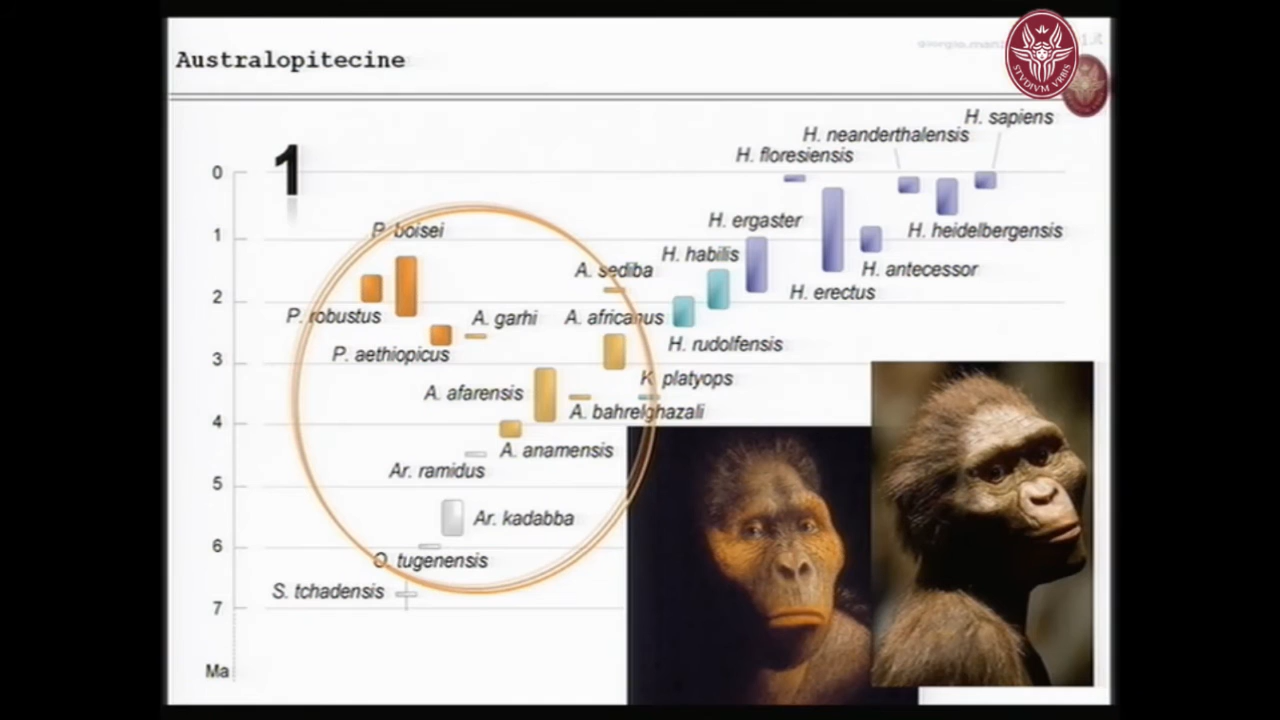 Australopitecine
STVDIVM VRBIS
1
H. sapiens
H. neanderthalensis
H. floresiensis
0
H. ergaster
P. boisei
H. heidelbergensis
1
H. habilis
A. sediba
H. antecessor
H. erectus
2
P. robustus
A. garhi
A. africanus
H. rudolfensis
P. aethiopicus
3
K. platyops
A. afarensis
A. bahrelghazali
4
A. anamensis
Ar. ramidus
5
Ar. kadabba
6
O. tugenensis
S. tchadensis
7
Ma